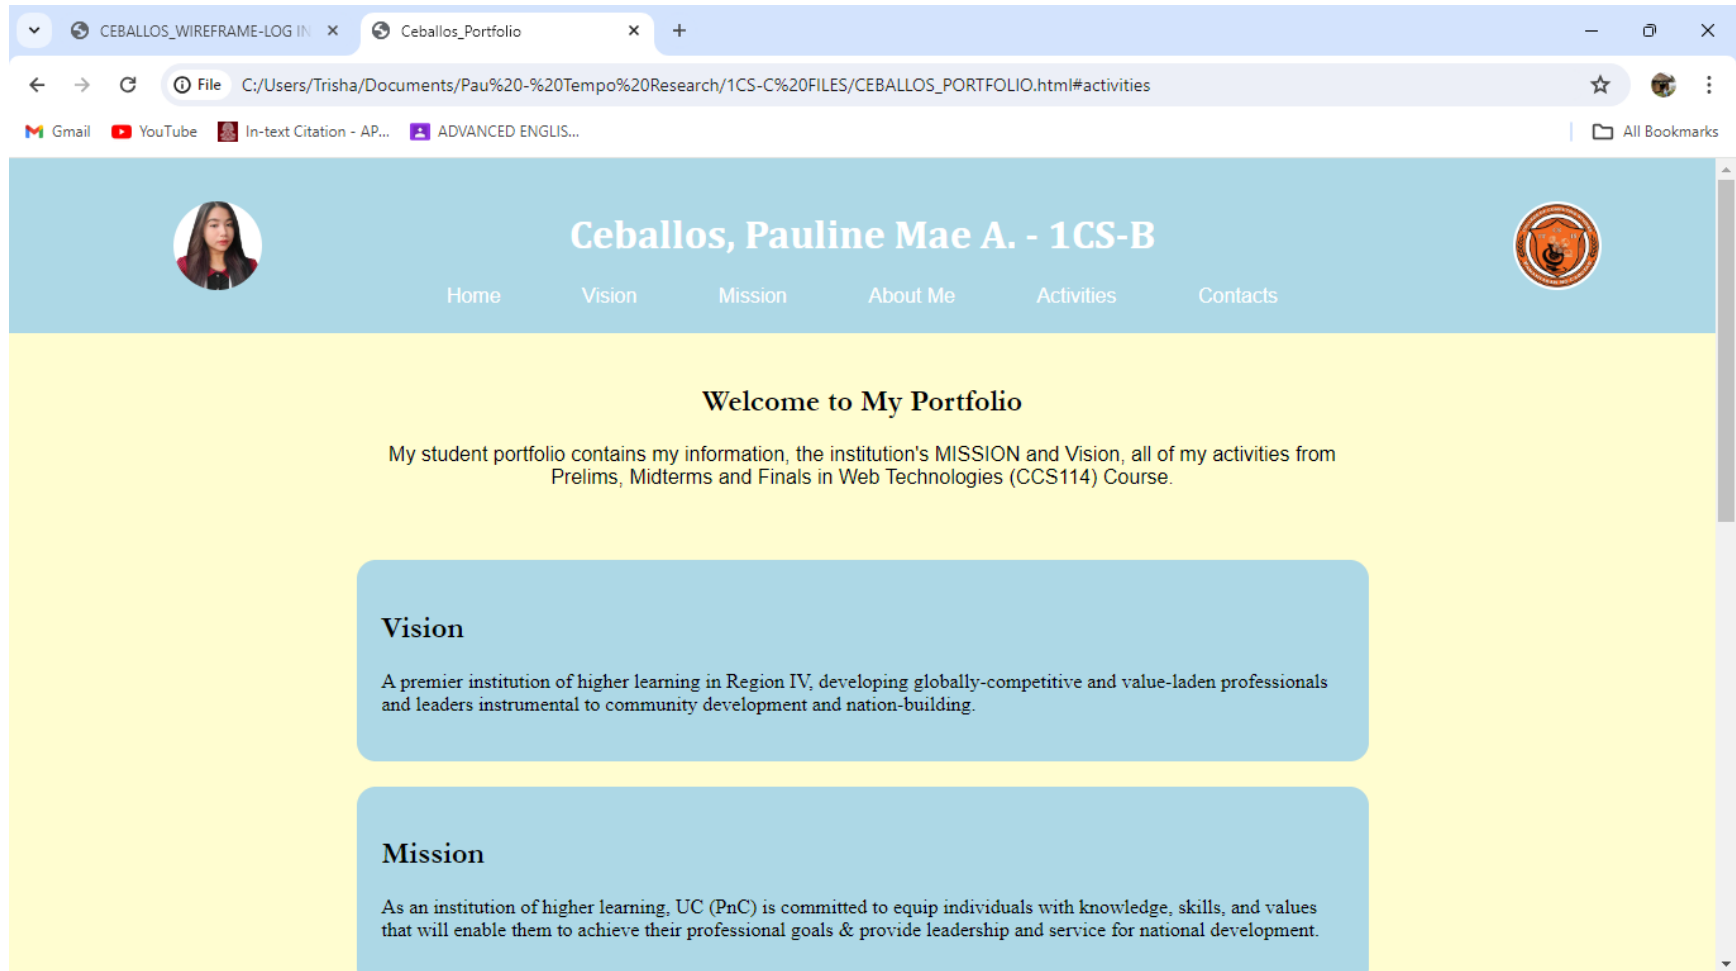 CEBALLOS_WIREFRAME-LOG IN
Ceballos_Portfolio
File C:/Users/Trisha/Documents/Pau%20-%20Tempo%20Research/1CS-C%20FILES/CEBALLOS_PORTFOLIO.html#activities
Gmail YouTube In-text Citation - AP... ADVANCED ENGLIS... All Bookmarks
Ceballos, Pauline Mae A. - 1CS-B
Home Vision Mission About Me Activities Contacts
Welcome to My Portfolio
My student portfolio contains my information, the institution's MISSION and Vision, all of my activities from
Prelims, Midterms and Finals in Web Technologies (CCS114) Course.
Vision
A premier institution of higher learning in Region IV, developing globally-competitive and value-laden professionals
and leaders instrumental to community development and nation-building.
Mission
As an institution of higher learning, UC (PnC) is committed to equip individuals with knowledge, skills, and values
that will enable them to achieve their professional goals & provide leadership and service for national development.